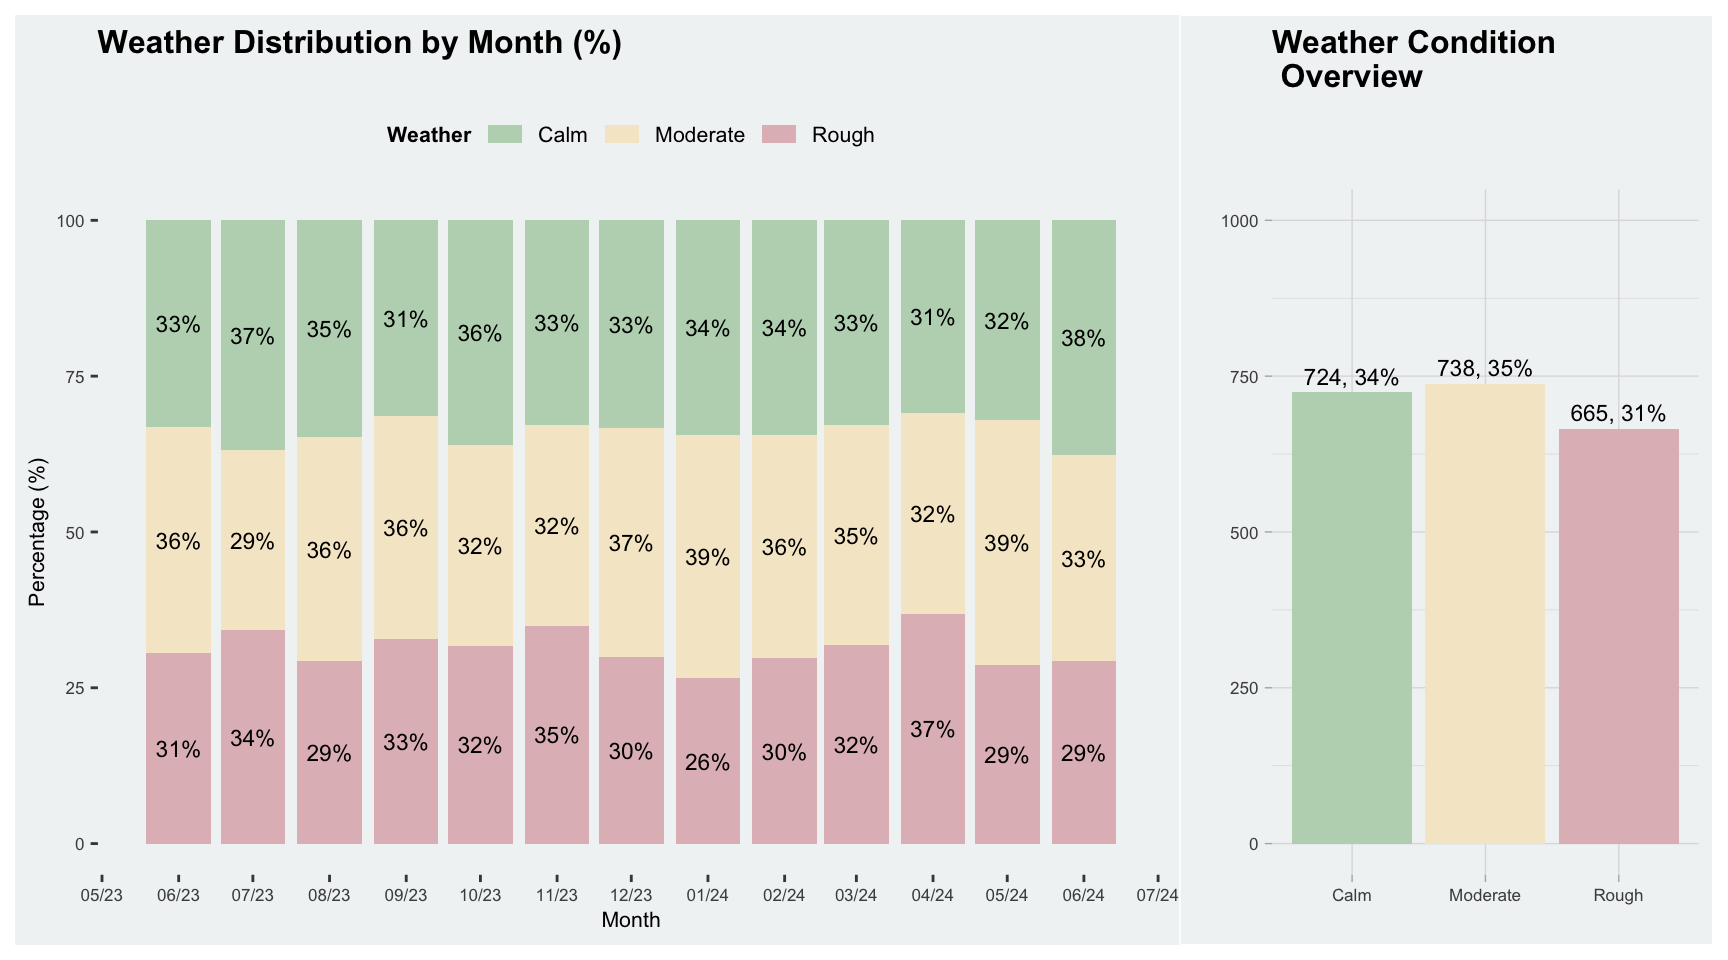 Weather Distribution by Month (%)
Weather Calm Moderate Rough
Percentage (%)
100
75
50
25
0
33% 37% 35% 31% 36% 33% 33% 34% 34% 33% 31% 32% 38%
36% 29% 36% 36% 32% 32% 37% 39% 36% 35% 32% 39% 33%
31% 34% 29% 33% 32% 35% 30% 26% 30% 32% 37% 29% 29%
05/23 06/23 07/23 08/23 09/23 10/23 11/23 12/23 01/24 02/24 03/24 04/24 05/24 06/24 07/24
Month
Weather Condition
Overview
1000
750
500
250
0
724, 34% 738, 35% 665, 31%
Calm Moderate Rough